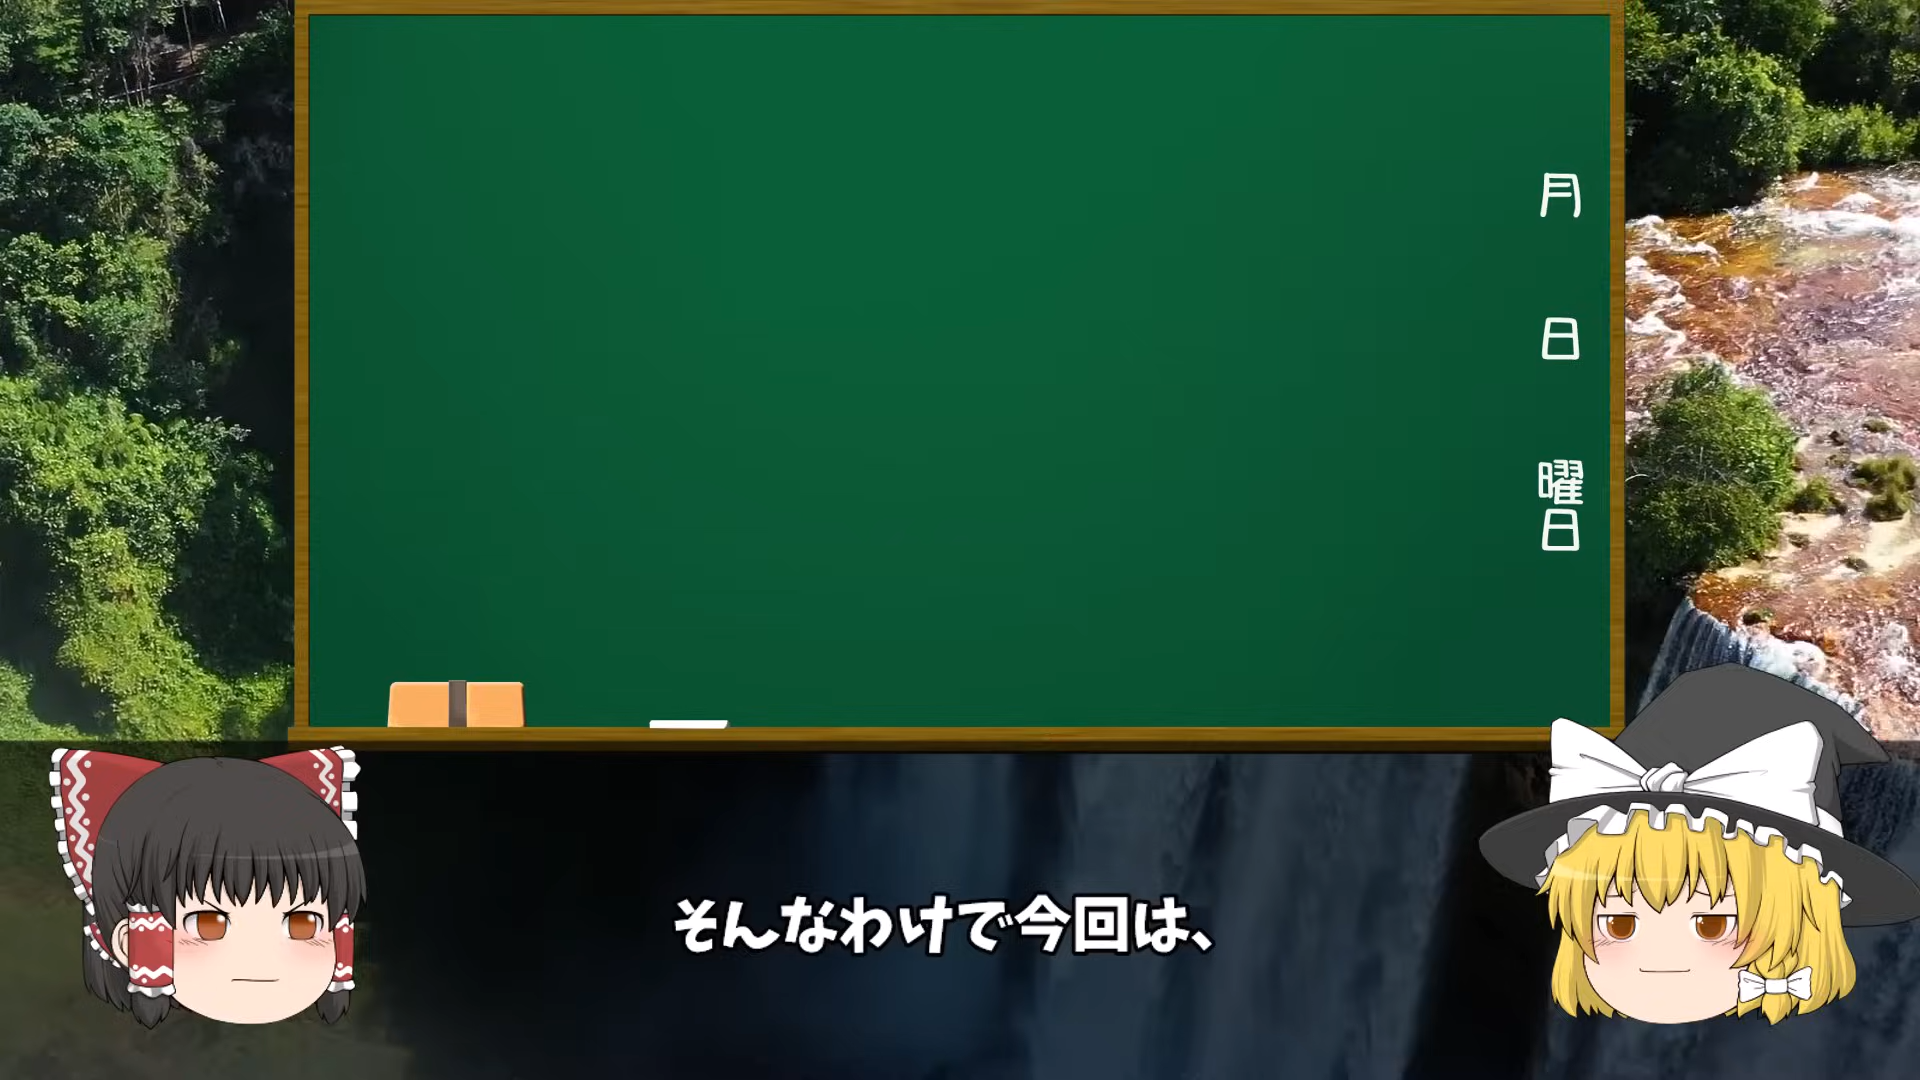 月
日
曜
日
そんなわけで今回は、